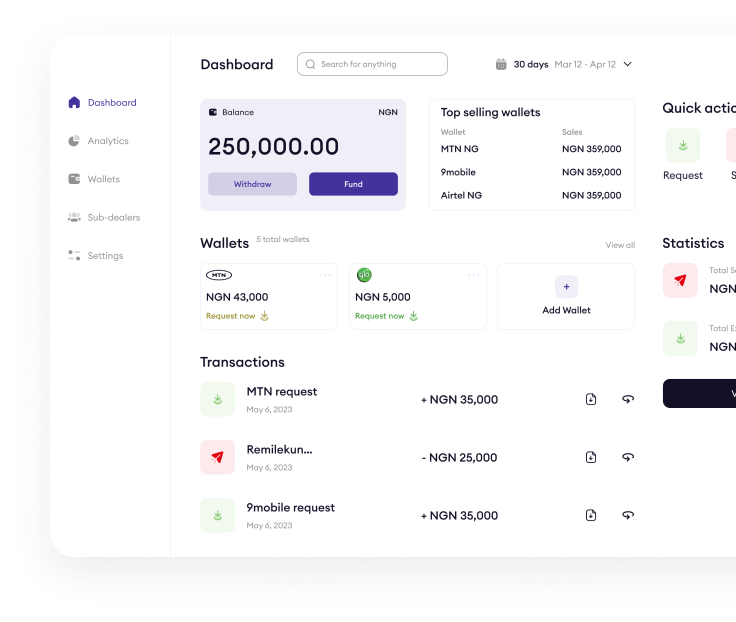 Dashboard
Analytics
Wallets
Sub-dealers
Settings
Dashboard
Search for anything
30 days Mar 12 - Apr 12
Balance NGN
250,000.00
Withdraw Fund
Top selling wallets
Wallet Sales
MTN NG NGN 359,000
9mobile NGN 359,000
Airtel NG NGN 359,000
Quick actio
Request S
Wallets 5 total wallets View all
MTN
NGN 43,000
Request now
glo
NGN 5,000
Request now
+
Add Wallet
Statistics
Total S
NGN
Total E
NGN
V
Transactions
MTN request
May 6, 2023
+ NGN 35,000
Remilekun...
May 6, 2023
- NGN 25,000
9mobile request
May 6, 2023
+ NGN 35,000